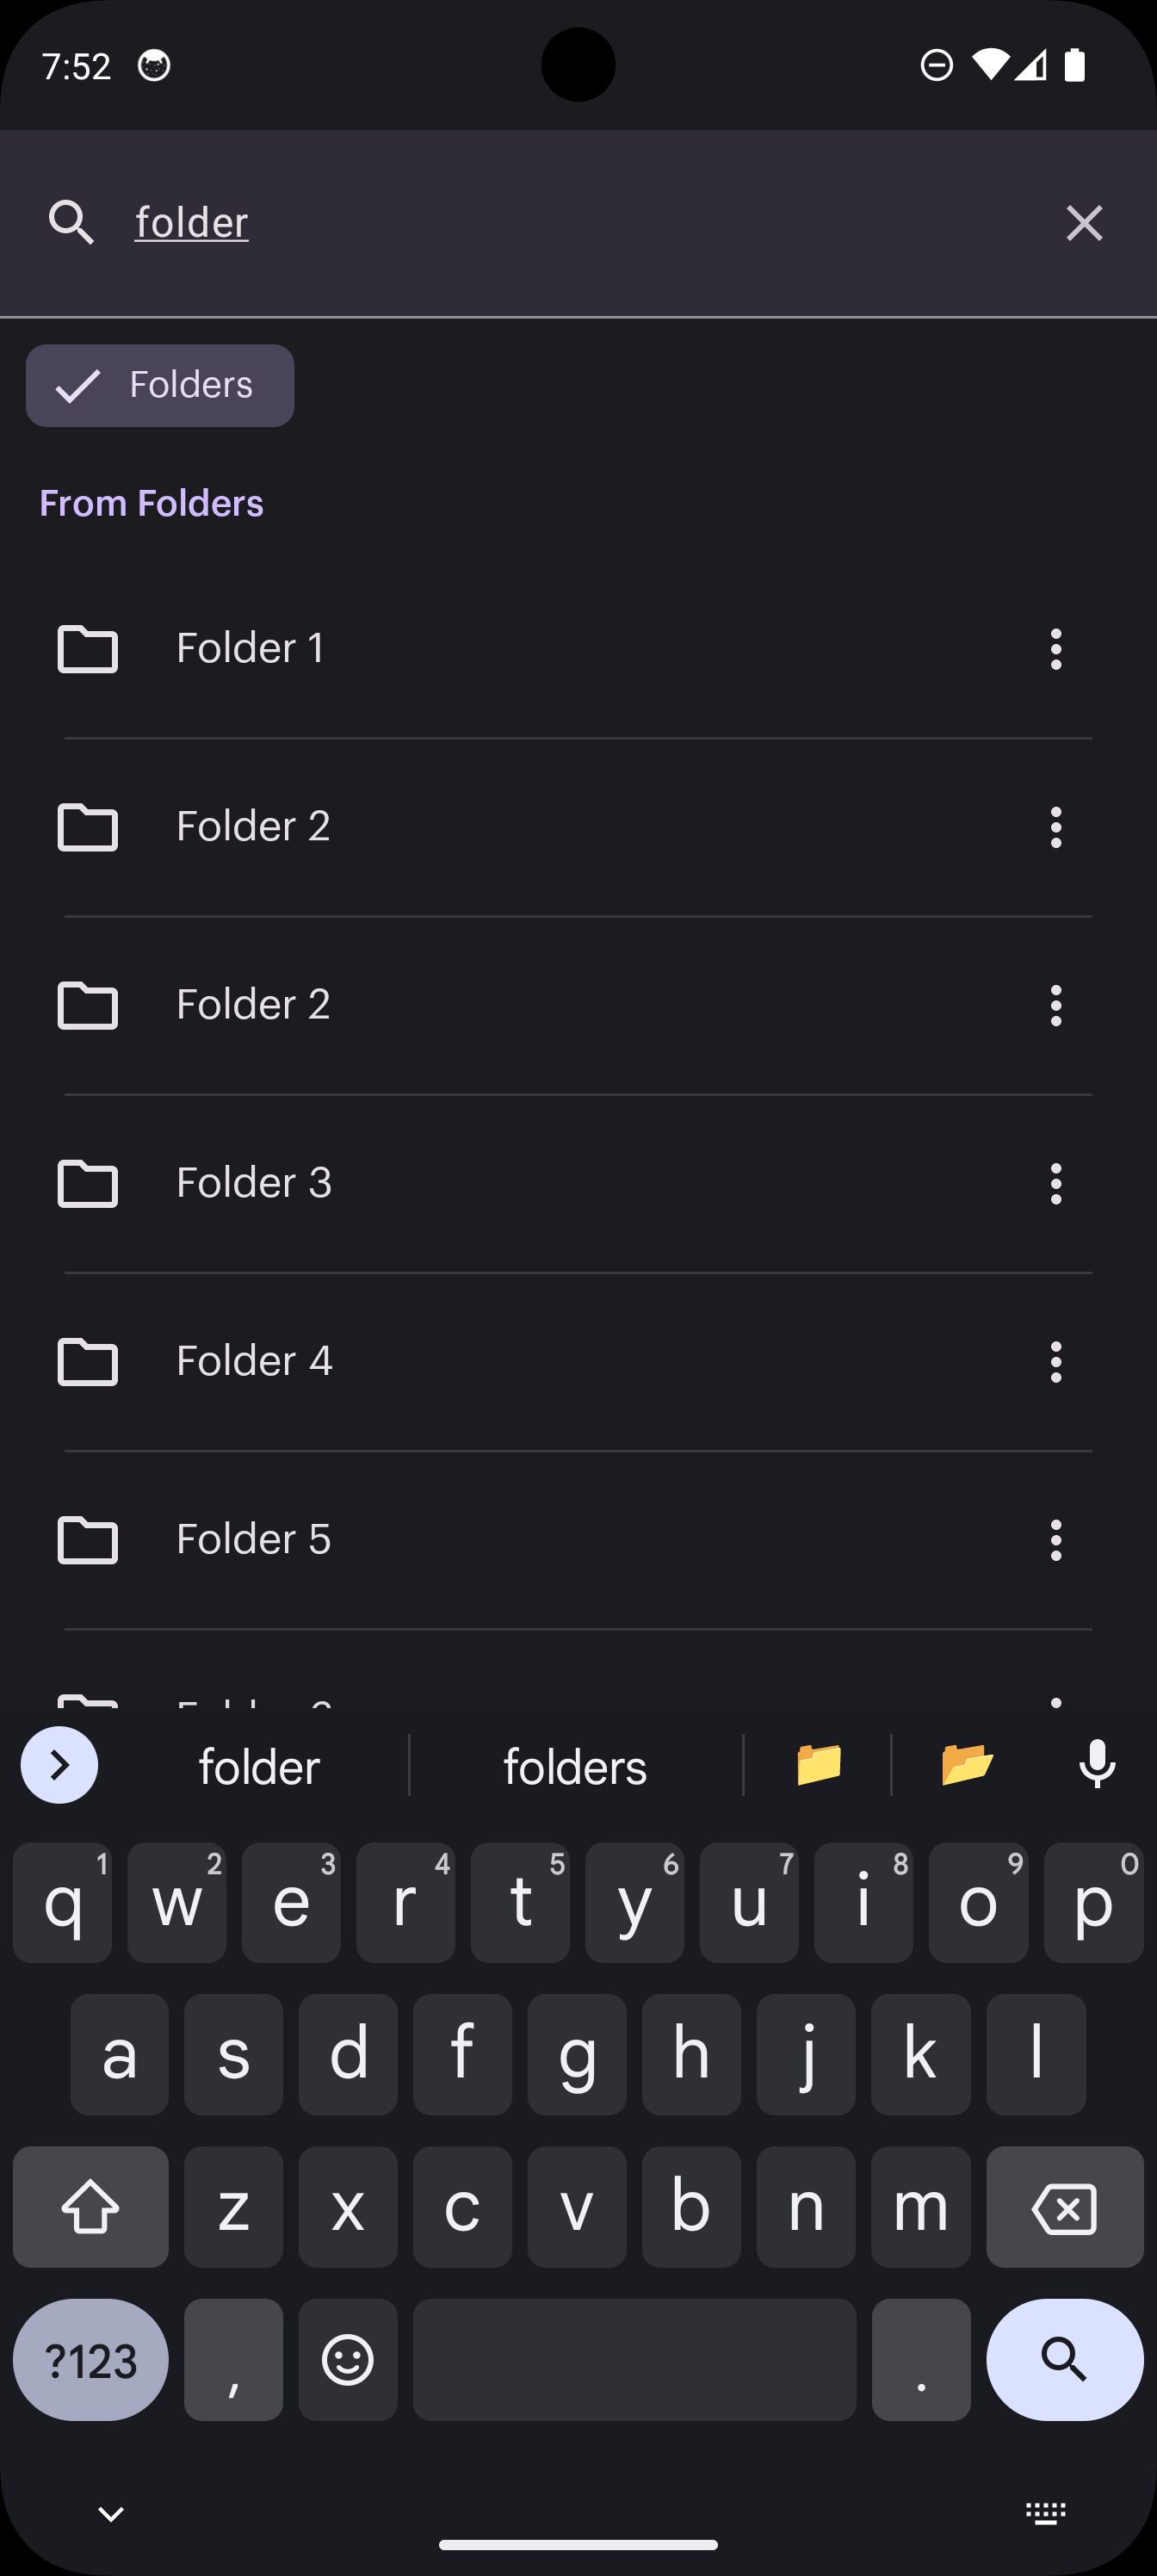 7:52
folder
Folders
From Folders
Folder 1
Folder 2
Folder 2
Folder 3
Folder 4
Folder 5
folder folders
q 1 w 2 e 3 r 4 t 5 y 6 u 7 i 8 o 9 p 0
a s d f g h j k l
z x c v b n m
?123 , .